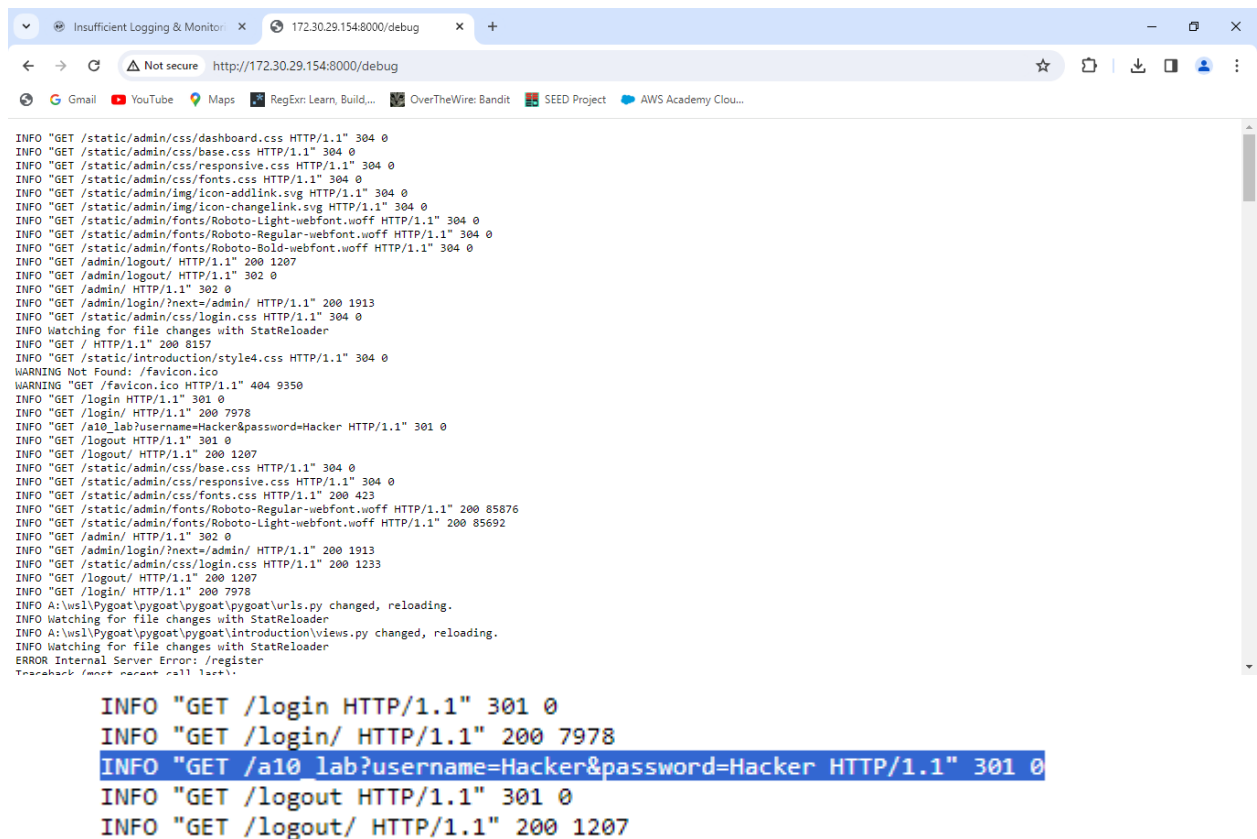 Insufficient Logging & Monitori
172.30.29.154:8000/debug
Not secure
http://172.30.29.154:8000/debug
Gmail
YouTube
Maps
RegExr: Learn, Build,...
OverTheWire: Bandit
SEED Project
AWS Academy Clou...
INFO "GET /static/admin/css/dashboard.css HTTP/1.1" 304 0
INFO "GET /static/admin/css/base.css HTTP/1.1" 304 0
INFO "GET /static/admin/css/responsive.css HTTP/1.1" 304 0
INFO "GET /static/admin/css/fonts.css HTTP/1.1" 304 0
INFO "GET /static/admin/img/icon-addlink.svg HTTP/1.1" 304 0
INFO "GET /static/admin/img/icon-changelink.svg HTTP/1.1" 304 0
INFO "GET /static/admin/fonts/Roboto-Light-webfont.woff HTTP/1.1" 304 0
INFO "GET /static/admin/fonts/Roboto-Regular-webfont.woff HTTP/1.1" 304 0
INFO "GET /static/admin/fonts/Roboto-Bold-webfont.woff HTTP/1.1" 304 0
INFO "GET /admin/logout/ HTTP/1.1" 200 1207
INFO "GET /admin/logout/ HTTP/1.1" 302 0
INFO "GET /admin/ HTTP/1.1" 302 0
INFO "GET /admin/login/?next=/admin/ HTTP/1.1" 200 1913
INFO "GET /static/admin/css/login.css HTTP/1.1" 304 0
INFO Watching for file changes with StatReloader
INFO "GET / HTTP/1.1" 200 8157
INFO "GET /static/introduction/style4.css HTTP/1.1" 304 0
WARNING Not Found: /favicon.ico
WARNING "GET /favicon.ico HTTP/1.1" 404 9350
INFO "GET /login HTTP/1.1" 301 0
INFO "GET /login/ HTTP/1.1" 200 7978
INFO "GET /a10_lab?username=Hacker&password=Hacker HTTP/1.1" 301 0
INFO "GET /logout HTTP/1.1" 301 0
INFO "GET /logout/ HTTP/1.1" 200 1207
INFO "GET /static/admin/css/base.css HTTP/1.1" 304 0
INFO "GET /static/admin/css/responsive.css HTTP/1.1" 304 0
INFO "GET /static/admin/css/fonts.css HTTP/1.1" 200 423
INFO "GET /static/admin/fonts/Roboto-Regular-webfont.woff HTTP/1.1" 200 85876
INFO "GET /static/admin/fonts/Roboto-Light-webfont.woff HTTP/1.1" 200 85692
INFO "GET /admin/ HTTP/1.1" 302 0
INFO "GET /admin/login/?next=/admin/ HTTP/1.1" 200 1913
INFO "GET /static/admin/css/login.css HTTP/1.1" 200 1233
INFO "GET /logout/ HTTP/1.1" 200 1207
INFO "GET /login/ HTTP/1.1" 200 7978
INFO A:\wsl\Pygoat\pygoat\pygoat\urls.py changed, reloading.
INFO Watching for file changes with StatReloader
INFO A:\wsl\Pygoat\pygoat\introduction\views.py changed, reloading.
INFO Watching for file changes with StatReloader
ERROR Internal Server Error: /register
Traceback (most recent call last):
INFO "GET /login HTTP/1.1" 301 0
INFO "GET /login/ HTTP/1.1" 200 7978
INFO "GET /a10_lab?username=Hacker&password=Hacker HTTP/1.1" 301 0
INFO "GET /logout HTTP/1.1" 301 0
INFO "GET /logout/ HTTP/1.1" 200 1207